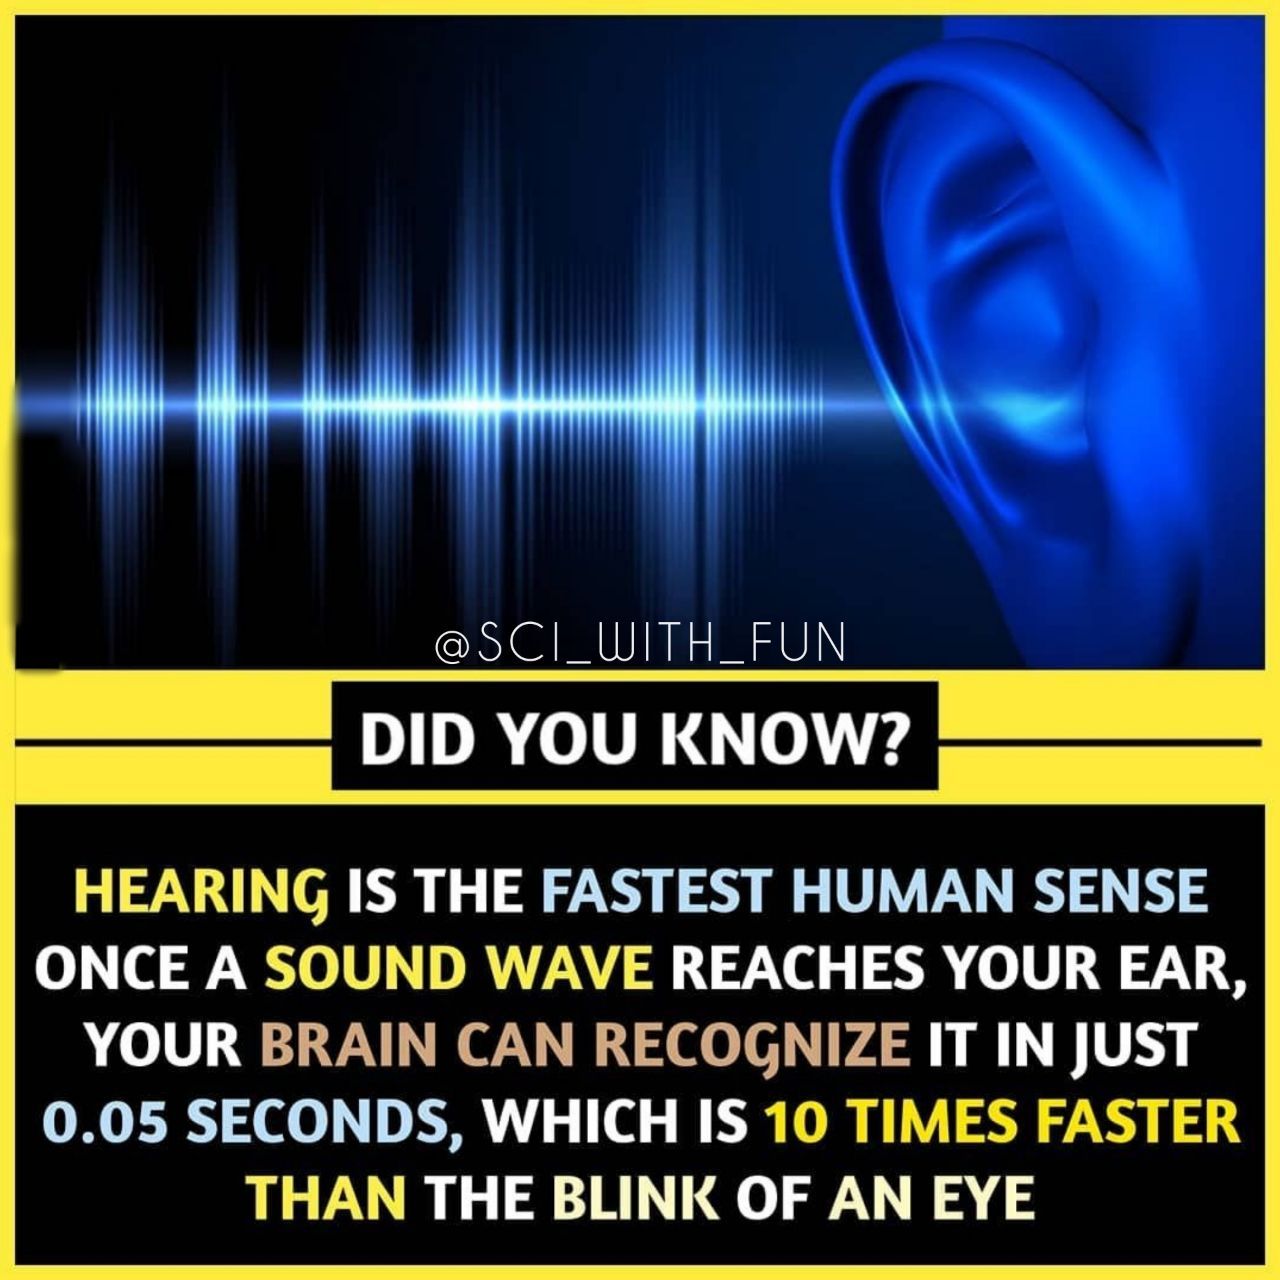 @SCI_WITH_FUN
DID YOU KNOW?
HEARING IS THE FASTEST HUMAN SENSE
ONCE A SOUND WAVE REACHES YOUR EAR,
YOUR BRAIN CAN RECOGNIZE IT IN JUST
0.05 SECONDS, WHICH IS 10 TIMES FASTER
THAN THE BLINK OF AN EYE